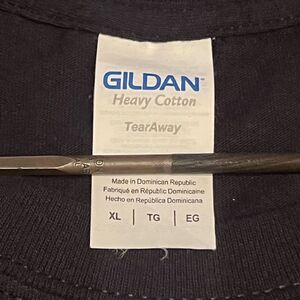 GILDAN
Heavy Cotton
TearAway
Made in Dominican Republic
Fabriqué en Républic Dominicaine
Hecho en República Dominicana
XL | TG | EG